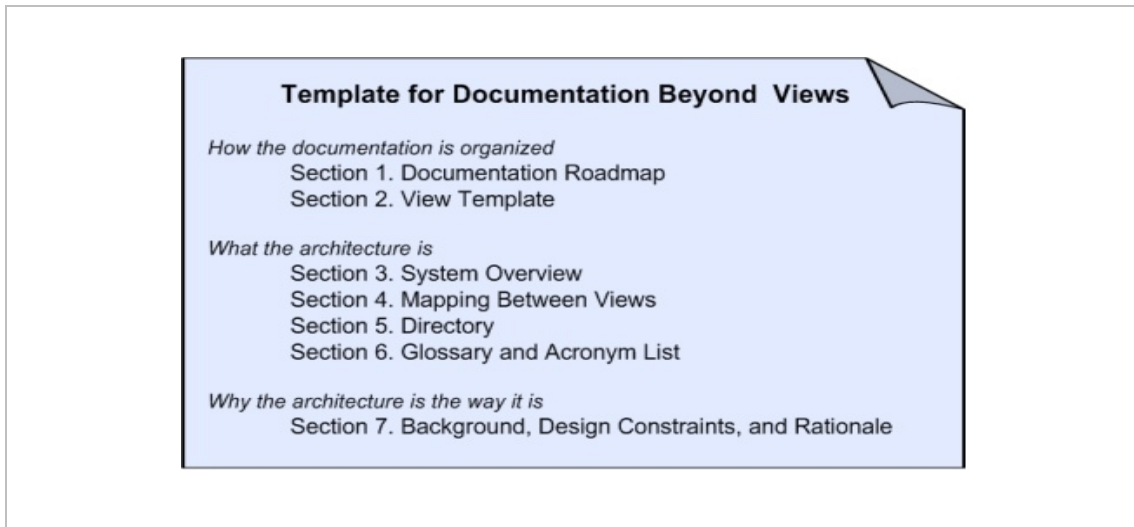 Template for Documentation Beyond Views
How the documentation is organized
Section 1. Documentation Roadmap
Section 2. View Template
What the architecture is
Section 3. System Overview
Section 4. Mapping Between Views
Section 5. Directory
Section 6. Glossary and Acronym List
Why the architecture is the way it is
Section 7. Background, Design Constraints, and Rationale